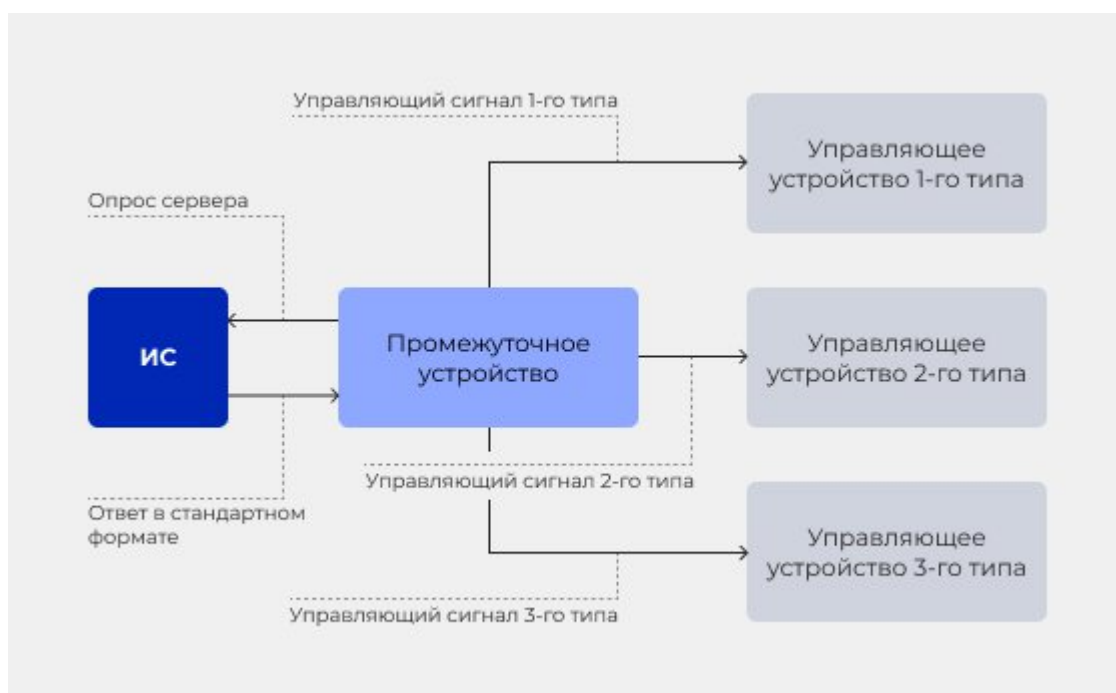 Управляющий сигнал 1-го типа
Управляющее
устройство 1-го типа
Опрос сервера
ИС
Промежуточное
устройство
Управляющее
устройство 2-го типа
Управляющий сигнал 2-го типа
Ответ в стандартном
формате
Управляющее
устройство 3-го типа
Управляющий сигнал 3-го типа